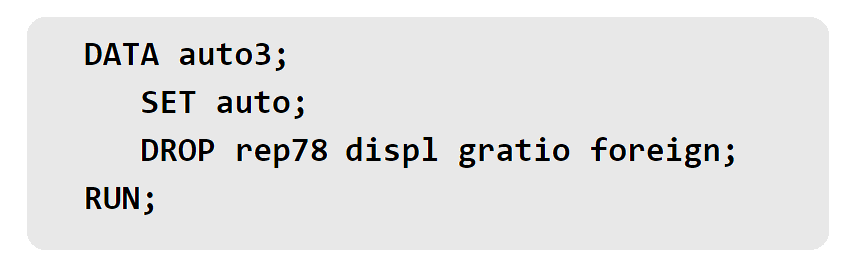 DATA auto3;
SET auto;
DROP rep78 displ gratio foreign;
RUN;